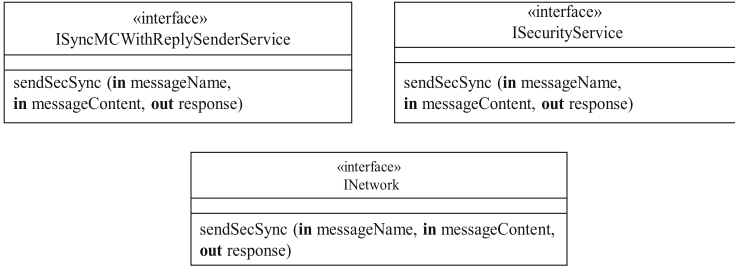 «interface»
ISyncMCWithReplySenderService
sendSecSync (in messageName,
in messageContent, out response)
«interface»
ISecurityService
sendSecSync (in messageName,
in messageContent, out response)
«interface»
INetwork
sendSecSync (in messageName, in messageContent,
out response)